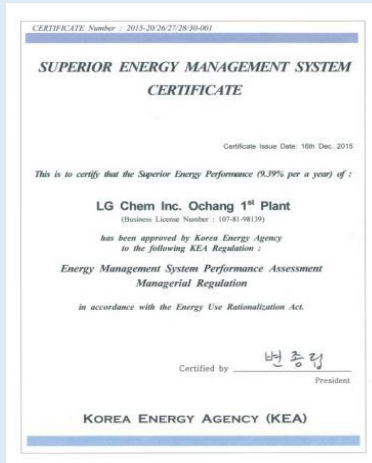 CERTIFICATE Number : 2015-20/26/27/28/30-001
SUPERIOR ENERGY MANAGEMENT SYSTEM
CERTIFICATE
Certificate Issue Date: 16th Dec. 2015
This is to certify that the Superior Energy Performance (9.39% per a year) of :
LG Chem Inc. Ochang 1st Plant
(Business License Number : 107-81-98139)
has been approved by Korea Energy Agency
to the following KEA Regulation :
Energy Management System Performance Assessment
Managerial Regulation
in accordance with the Energy Use Rationalization Act.
변종립
Certified by
President
KOREA ENERGY AGENCY (KEA)